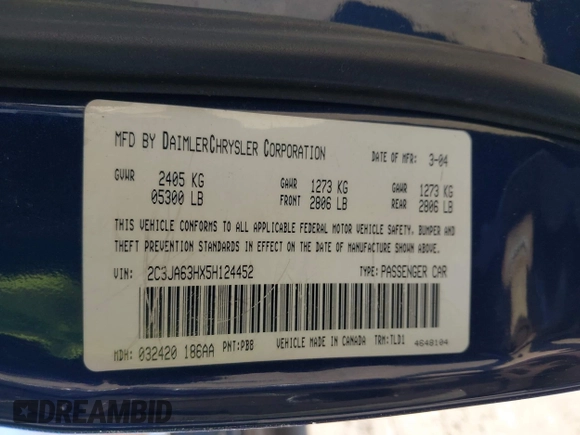 MFD BY DAIMLERCHRYSLER CORPORATION DATE OF MFR: 3-04
GVWR 2405 KG GAWR 1273 KG GAWR 1273 KG
05300 LB FRONT 2806 LB REAR 2806 LB
THIS VEHICLE CONFORMS TO ALL APPLICABLE FEDERAL MOTOR VEHICLE SAFETY, BUMPER AND
THEFT PREVENTION STANDARDS IN EFFECT ON THE DATE OF MANUFACTURE SHOWN ABOVE.
VIN: 2C3JA63HX5H124452 TYPE: PASSENGER CAR
MDH: 032420 186AA PNT:PBB VEHICLE MADE IN CANADA TRM:TLD1 4648104
DREAMBID